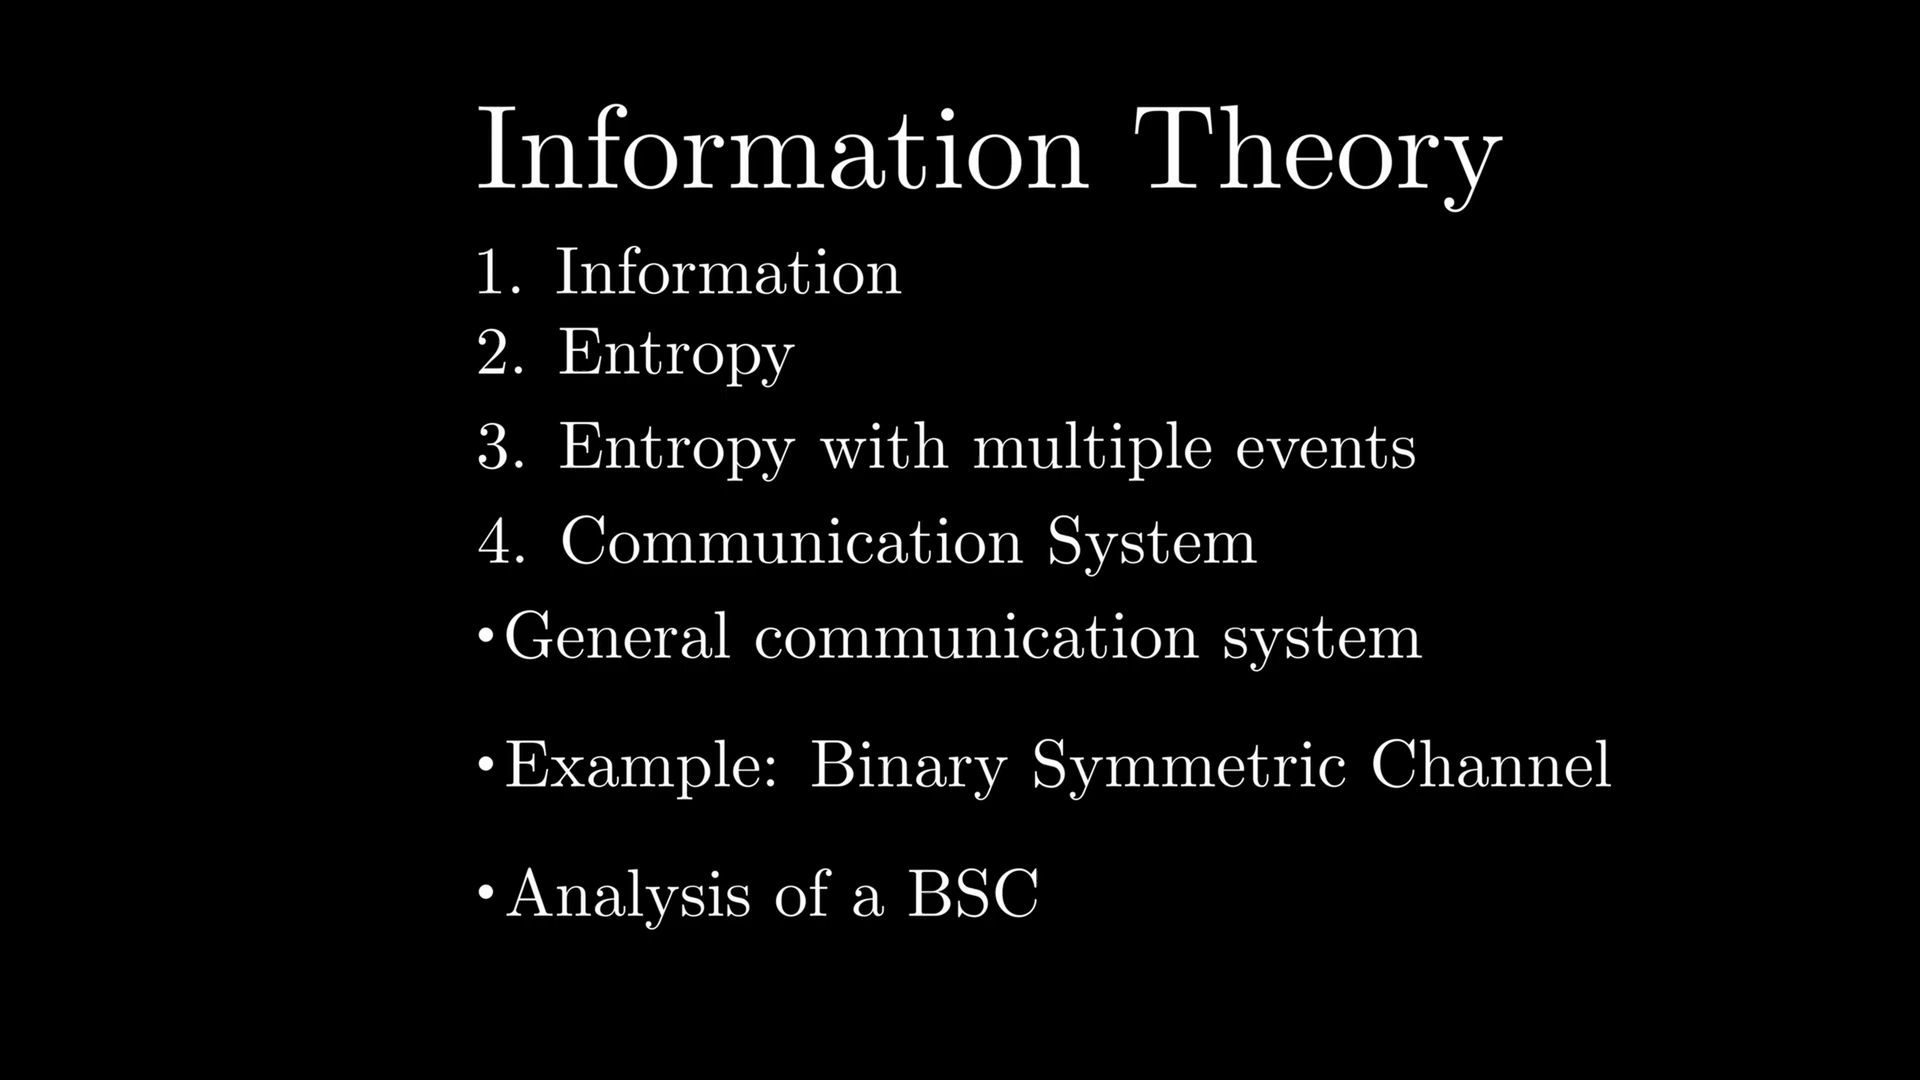 Information Theory
1. Information
2. Entropy
3. Entropy with multiple events
4. Communication System
•General communication system
•Example: Binary Symmetric Channel
•Analysis of a BSC